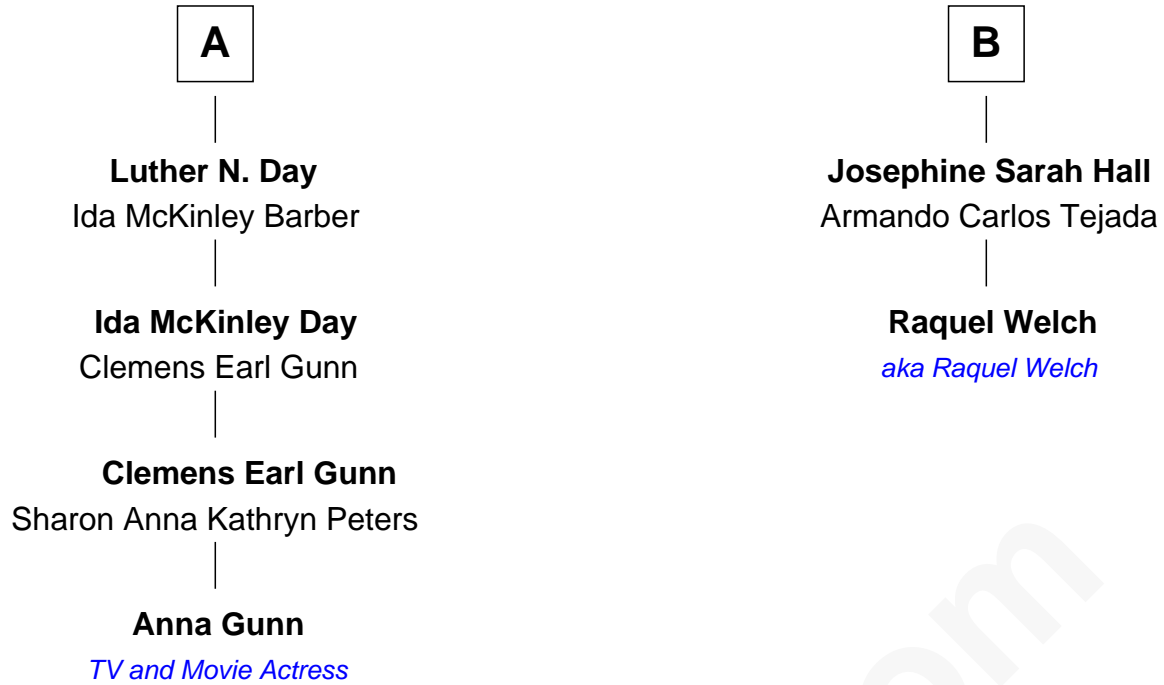 A
Luther N. Day
Ida McKinley Barber
Ida McKinley Day
Clemens Earl Gunn
Clemens Earl Gunn
Sharon Anna Kathryn Peters
Anna Gunn
TV and Movie Actress
B
Josephine Sarah Hall
Armando Carlos Tejada
Raquel Welch
aka Raquel Welch